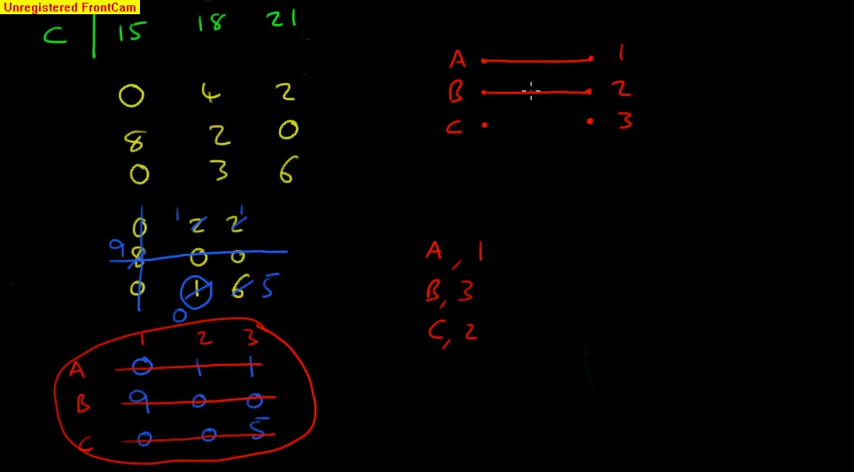 Unregistered FrontCam
C 15 18 21
0 4 2
8 2 0
0 3 6
0 2 1 2 1
9 8 0 0
0 1 6 5
0
1 2 3
A 0 1 1
B 9 0 0
C 0 0 5
A 1
B 2
C 3
A, 1
B, 3
C, 2